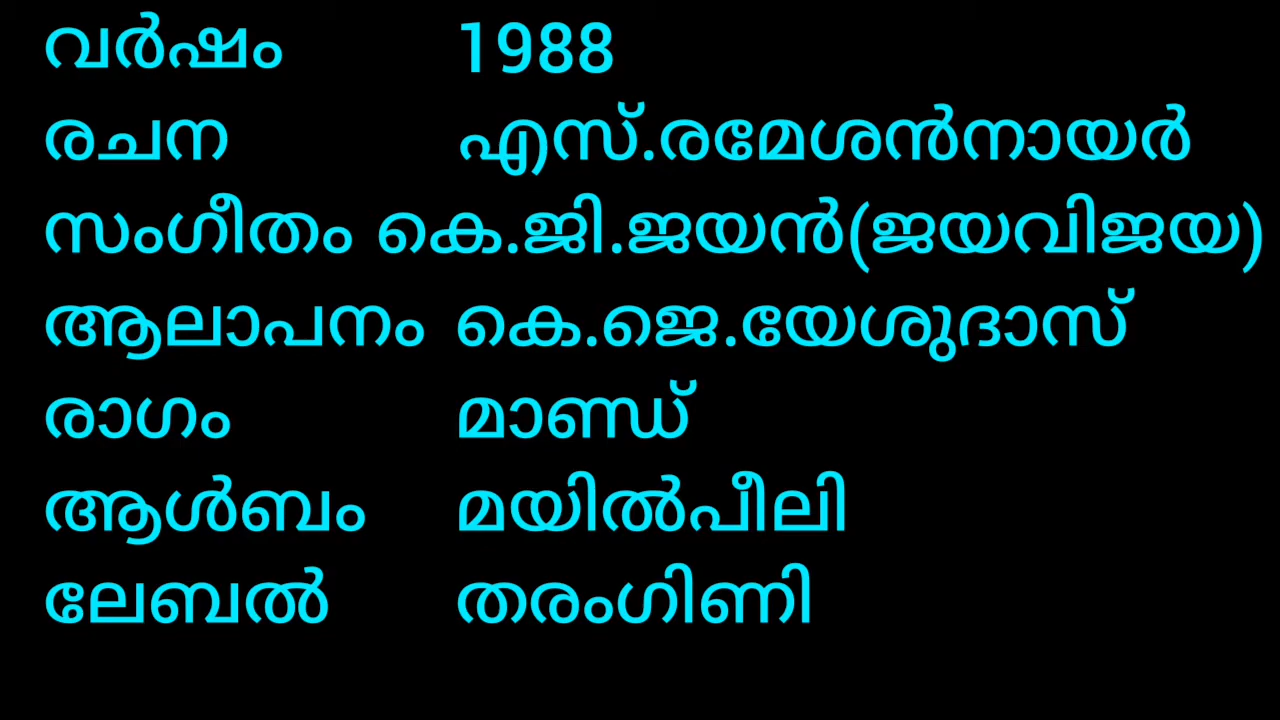 വർഷം 1988
രചന എസ്.രമേശൻനായർ
സംഗീതം കെ.ജി.ജയൻ(ജയവിജയ)
ആലാപനം കെ.ജെ.യേശുദാസ്
രാഗം മാണ്ഡ്
ആൾബം മയിൽപീലി
ലേബൽ തരംഗിണി